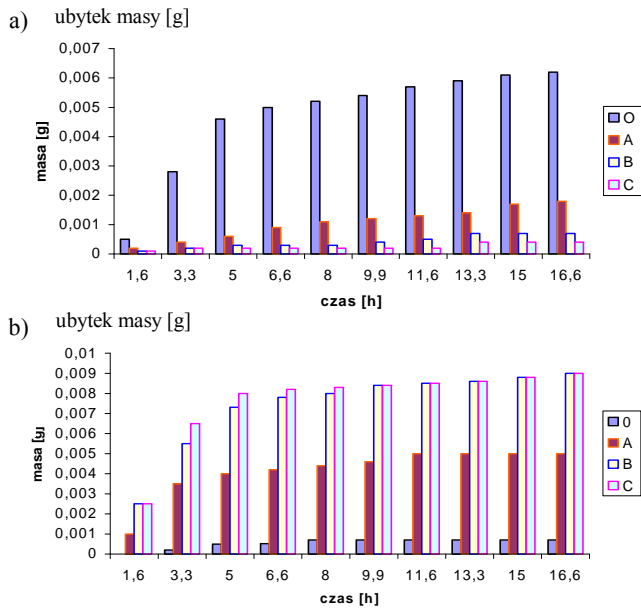 a) ubytek masy [g]
0,007
0,006
0,005
0,004
0,003
0,002
0,001
0
masa [g]
1,6 3,3 5 6,6 8 9,9 11,6 13,3 15 16,6
czas [h]
O
A
B
C
b) ubytek masy [g]
0,01
0,009
0,008
0,007
0,006
0,005
0,004
0,003
0,002
0,001
0
masa [g]
1,6 3,3 5 6,6 8 9,9 11,6 13,3 15 16,6
czas [h]
0
A
B
C